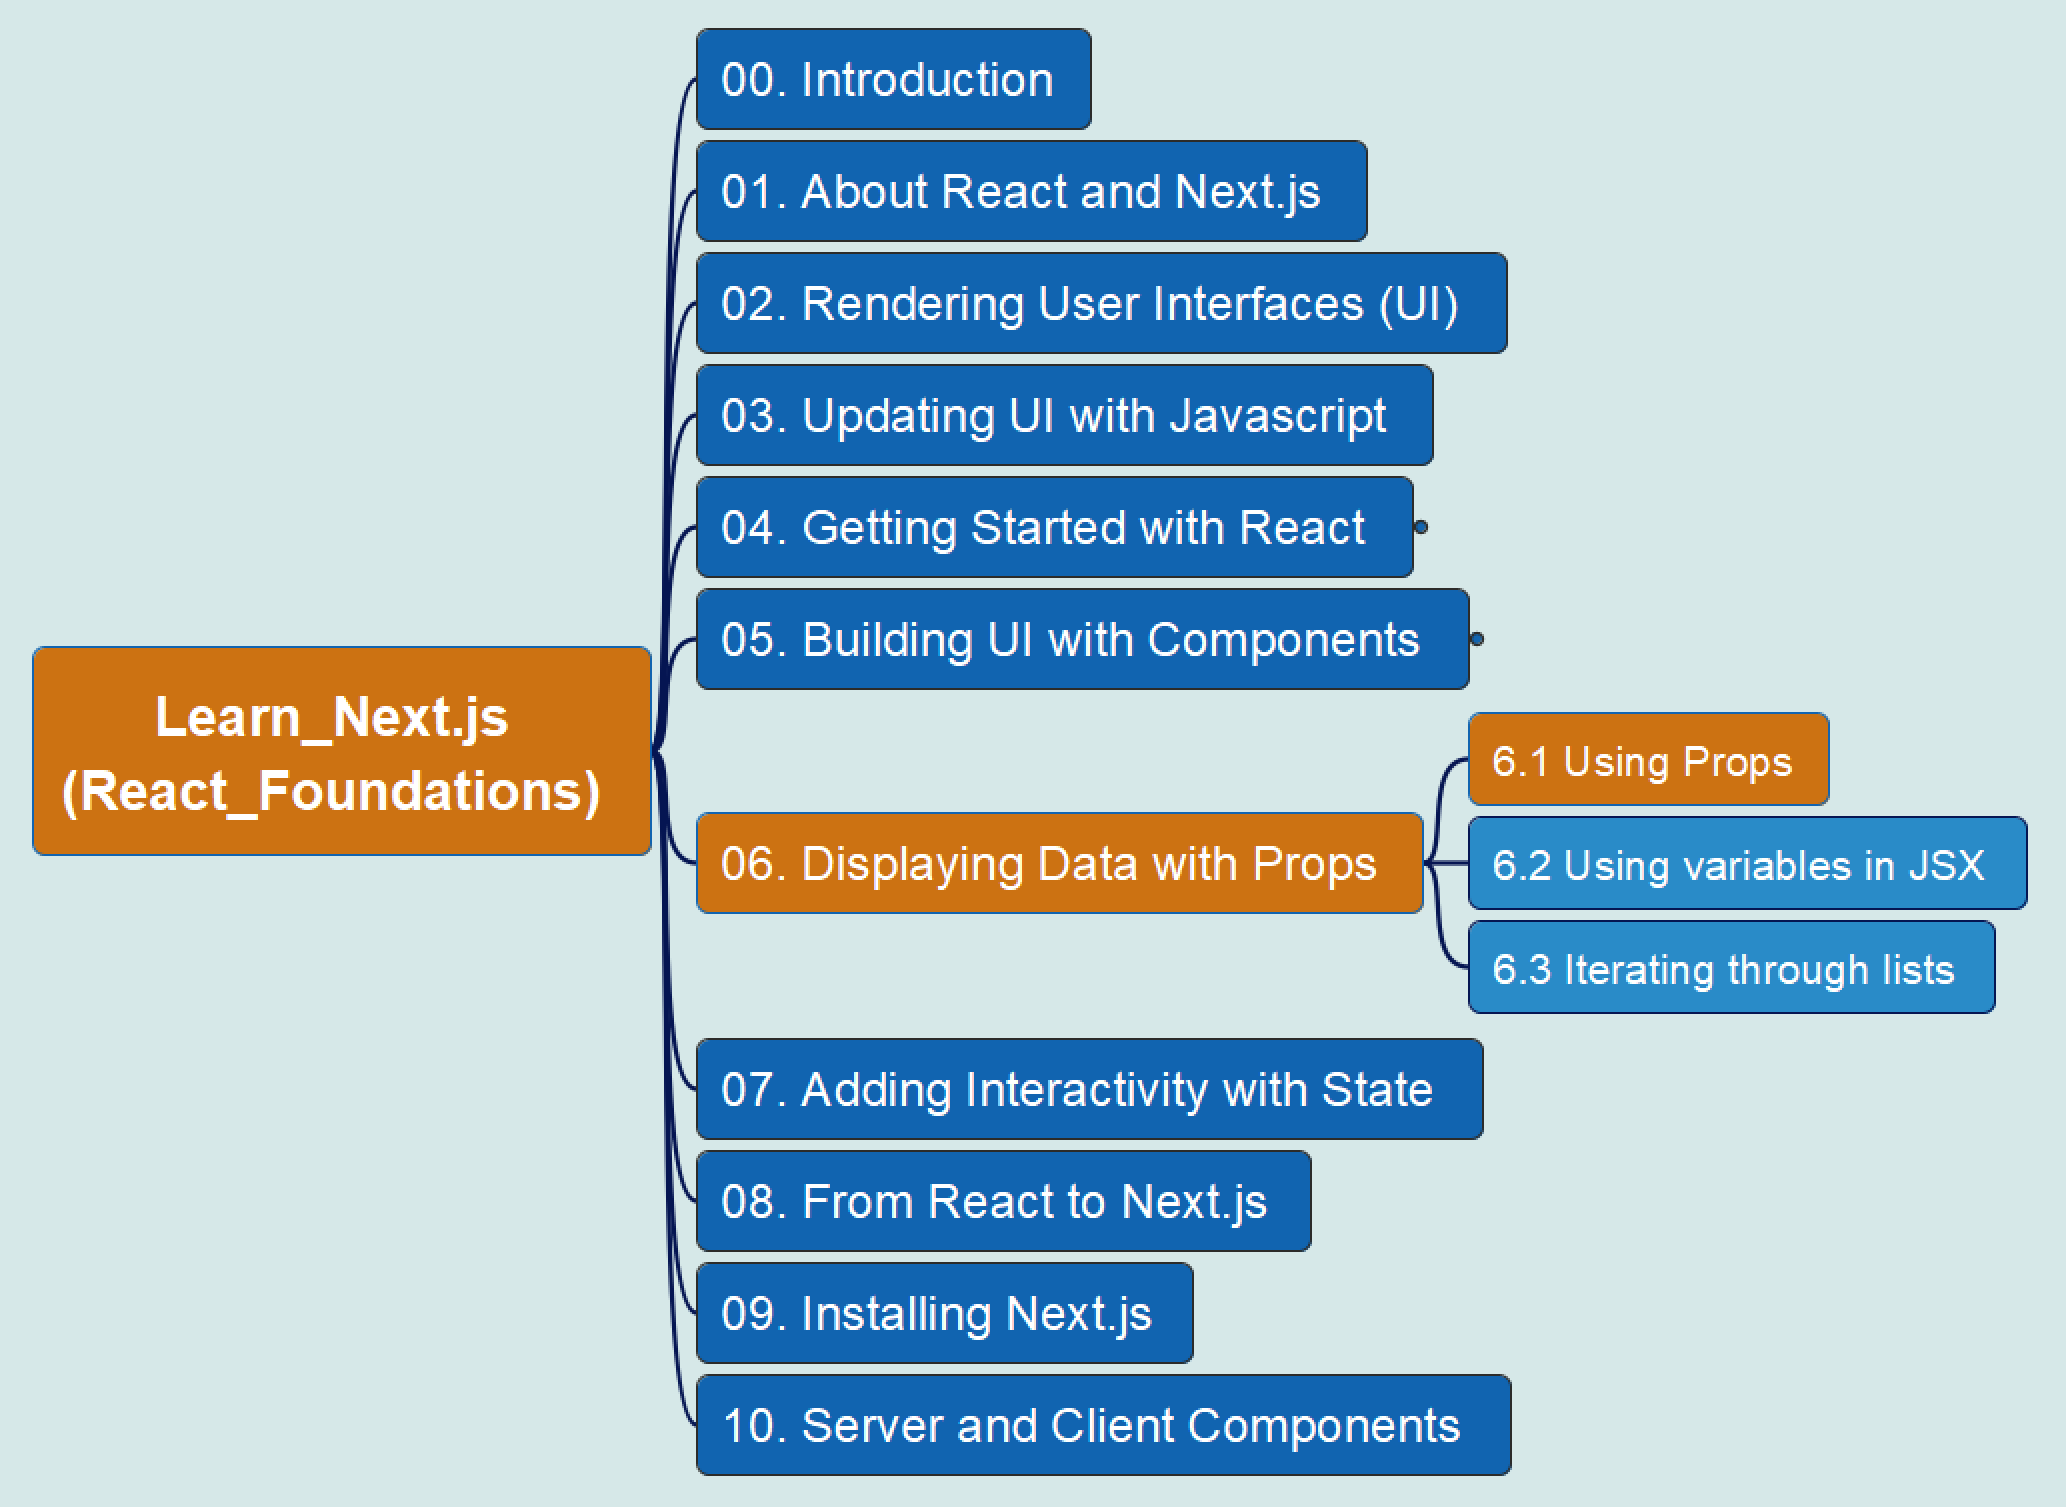 00. Introduction
01. About React and Next.js
02. Rendering User Interfaces (UI)
03. Updating UI with Javascript
04. Getting Started with React
05. Building UI with Components
Learn_Next.js
(React_Foundations)
06. Displaying Data with Props
6.1 Using Props
6.2 Using variables in JSX
6.3 Iterating through lists
07. Adding Interactivity with State
08. From React to Next.js
09. Installing Next.js
10. Server and Client Components